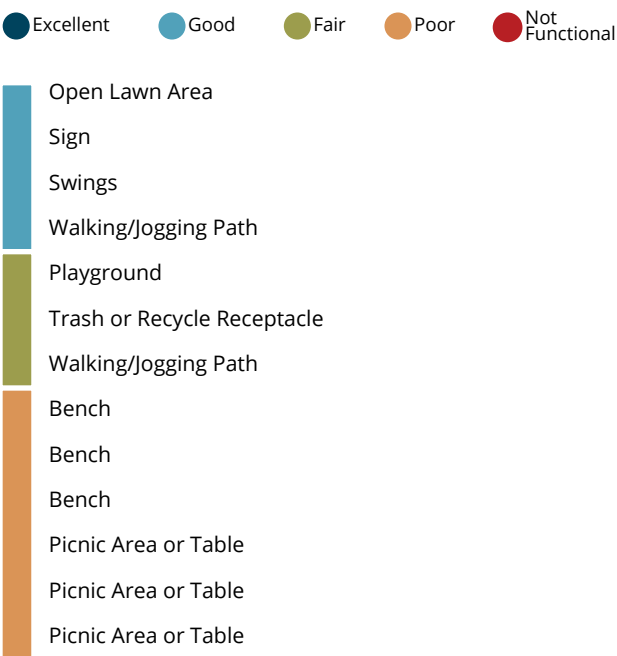 Excellent Good Fair Poor Not
Functional
Open Lawn Area
Sign
Swings
Walking/Jogging Path
Playground
Trash or Recycle Receptacle
Walking/Jogging Path
Bench
Bench
Bench
Picnic Area or Table
Picnic Area or Table
Picnic Area or Table